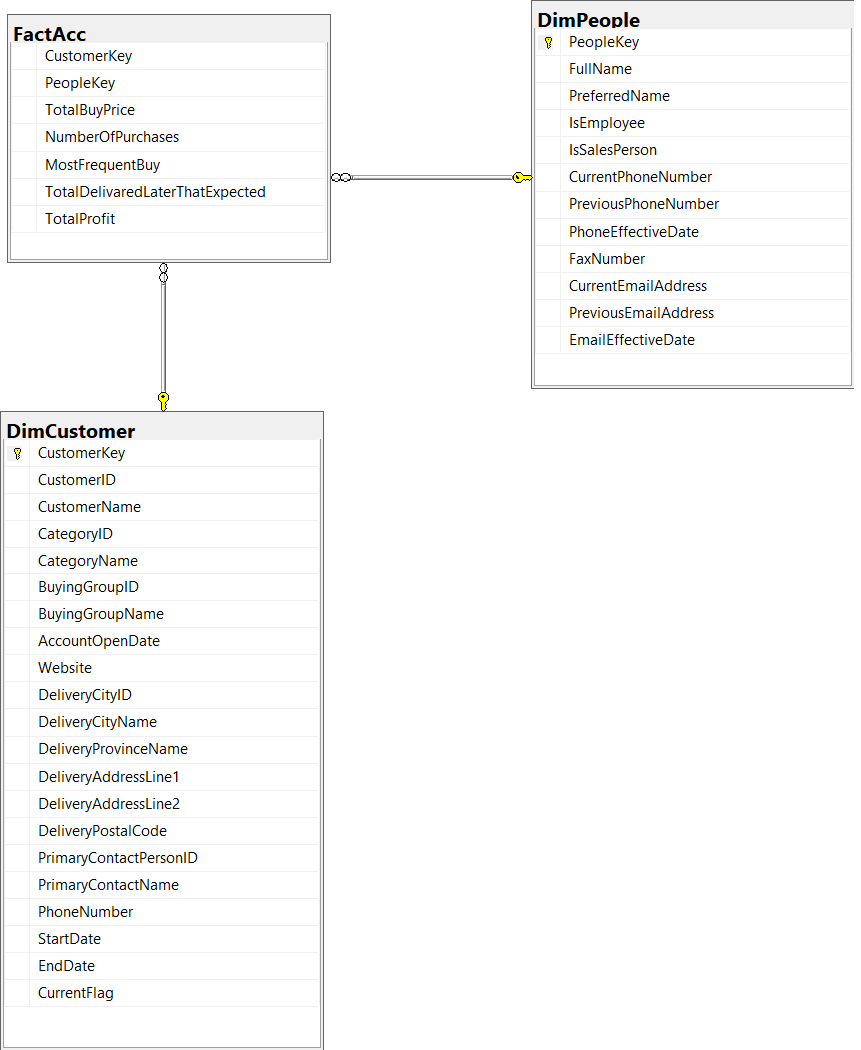 FactAcc
CustomerKey
PeopleKey
TotalBuyPrice
NumberOfPurchases
MostFrequentBuy
TotalDelivaredLaterThatExpected
TotalProfit
DimPeople
PeopleKey
FullName
PreferredName
IsEmployee
IsSalesPerson
CurrentPhoneNumber
PreviousPhoneNumber
PhoneEffectiveDate
FaxNumber
CurrentEmailAddress
PreviousEmailAddress
EmailEffectiveDate
DimCustomer
CustomerKey
CustomerID
CustomerName
CategoryID
CategoryName
BuyingGroupID
BuyingGroupName
AccountOpenDate
Website
DeliveryCityID
DeliveryCityName
DeliveryProvinceName
DeliveryAddressLine1
DeliveryAddressLine2
DeliveryPostalCode
PrimaryContactPersonID
PrimaryContactName
PhoneNumber
StartDate
EndDate
CurrentFlag